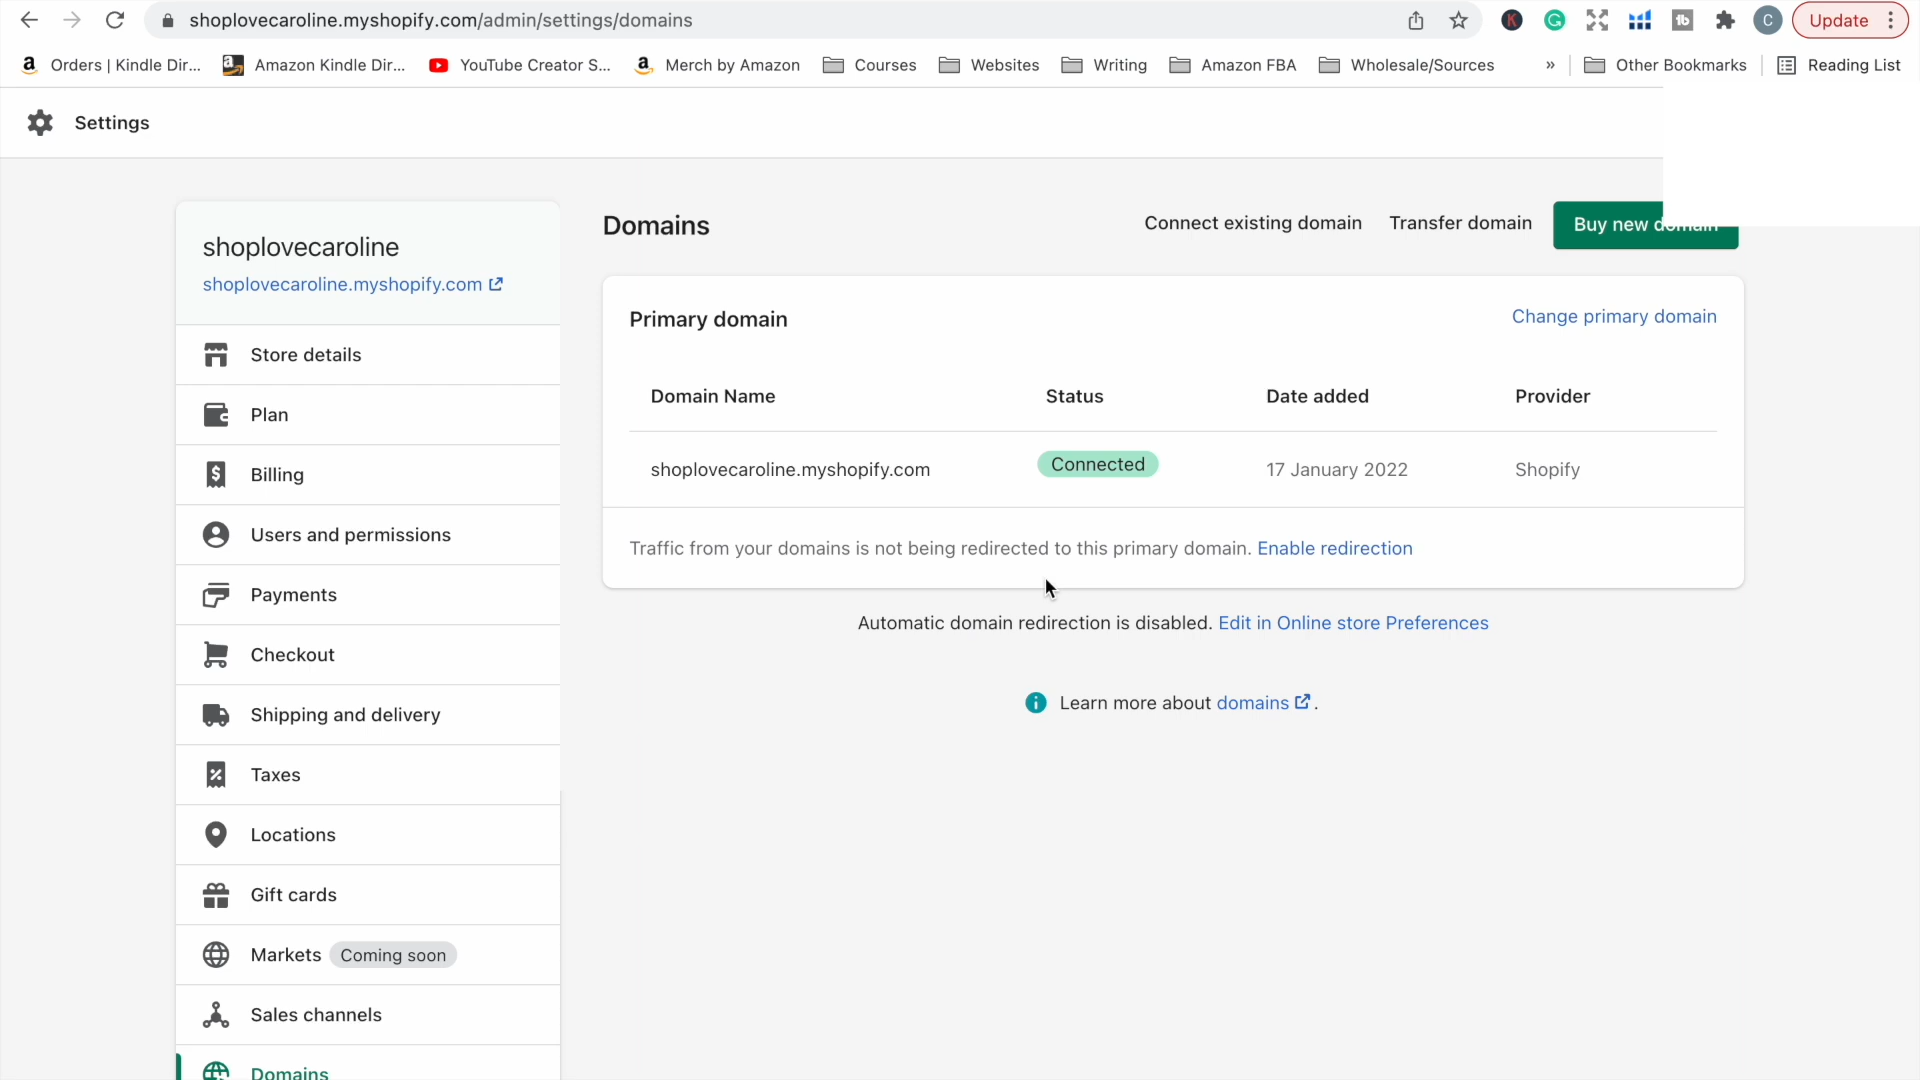 shoplovecaroline.myshopify.com/admin/settings/domains
K
G
tb
C
Update
a Orders | Kindle Dir...
a Amazon Kindle Dir...
YouTube Creator S...
a Merch by Amazon
Courses
Websites
Writing
Amazon FBA
Wholesale/Sources
»
Other Bookmarks
Reading List
Settings
shoplovecaroline
shoplovecaroline.myshopify.com
Store details
Plan
Billing
Users and permissions
Payments
Checkout
Shipping and delivery
Taxes
Locations
Gift cards
Markets Coming soon
Sales channels
Domains
Domains
Connect existing domain
Transfer domain
Buy new domain
Primary domain
Change primary domain
Domain Name Status Date added Provider
shoplovecaroline.myshopify.com Connected 17 January 2022 Shopify
Traffic from your domains is not being redirected to this primary domain. Enable redirection
Automatic domain redirection is disabled. Edit in Online store Preferences
Learn more about domains .